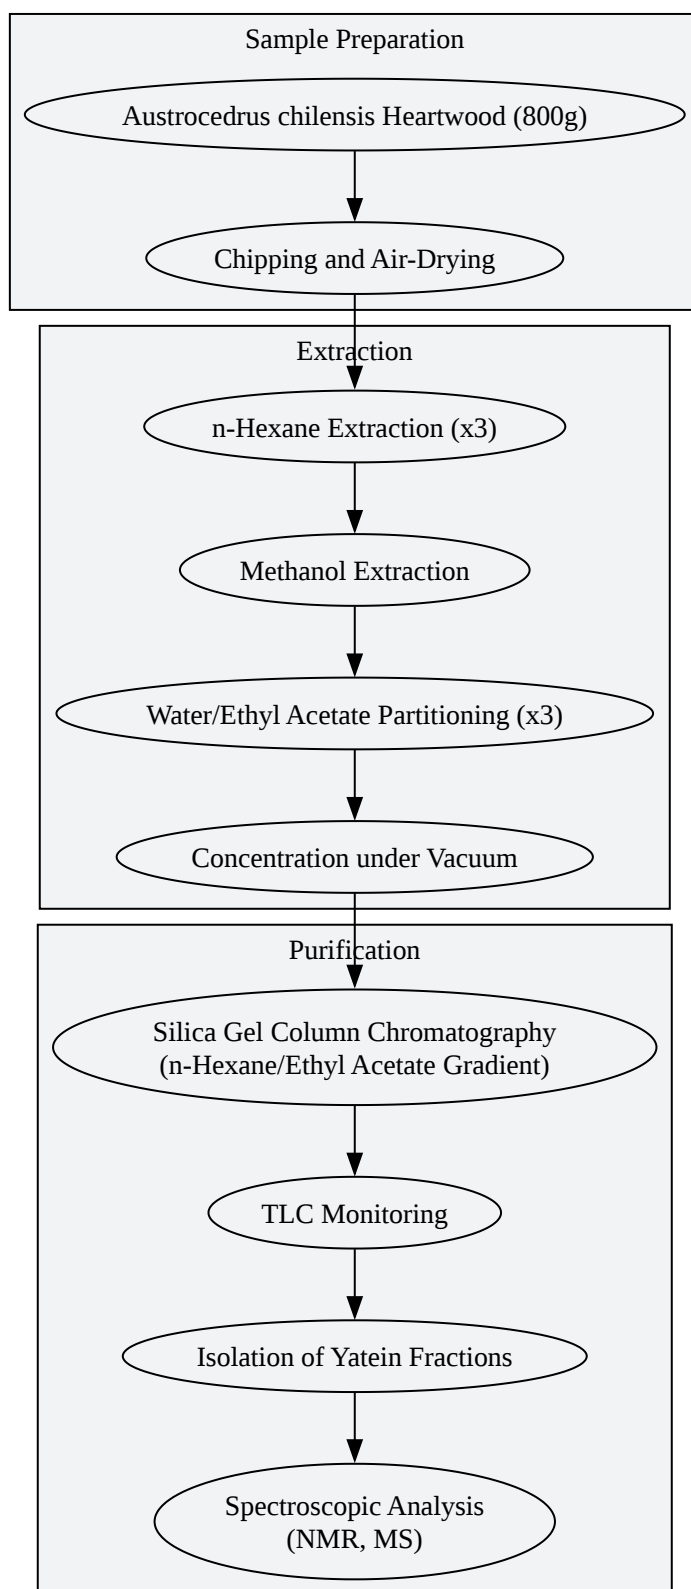 Sample Preparation
Austrocedrus chilensis Heartwood (800g)
Chipping and Air-Drying
Extraction
n-Hexane Extraction (x3)
Methanol Extraction
Water/Ethyl Acetate Partitioning (x3)
Concentration under Vacuum
Purification
Silica Gel Column Chromatography
(n-Hexane/Ethyl Acetate Gradient)
TLC Monitoring
Isolation of Yatein Fractions
Spectroscopic Analysis
(NMR, MS)